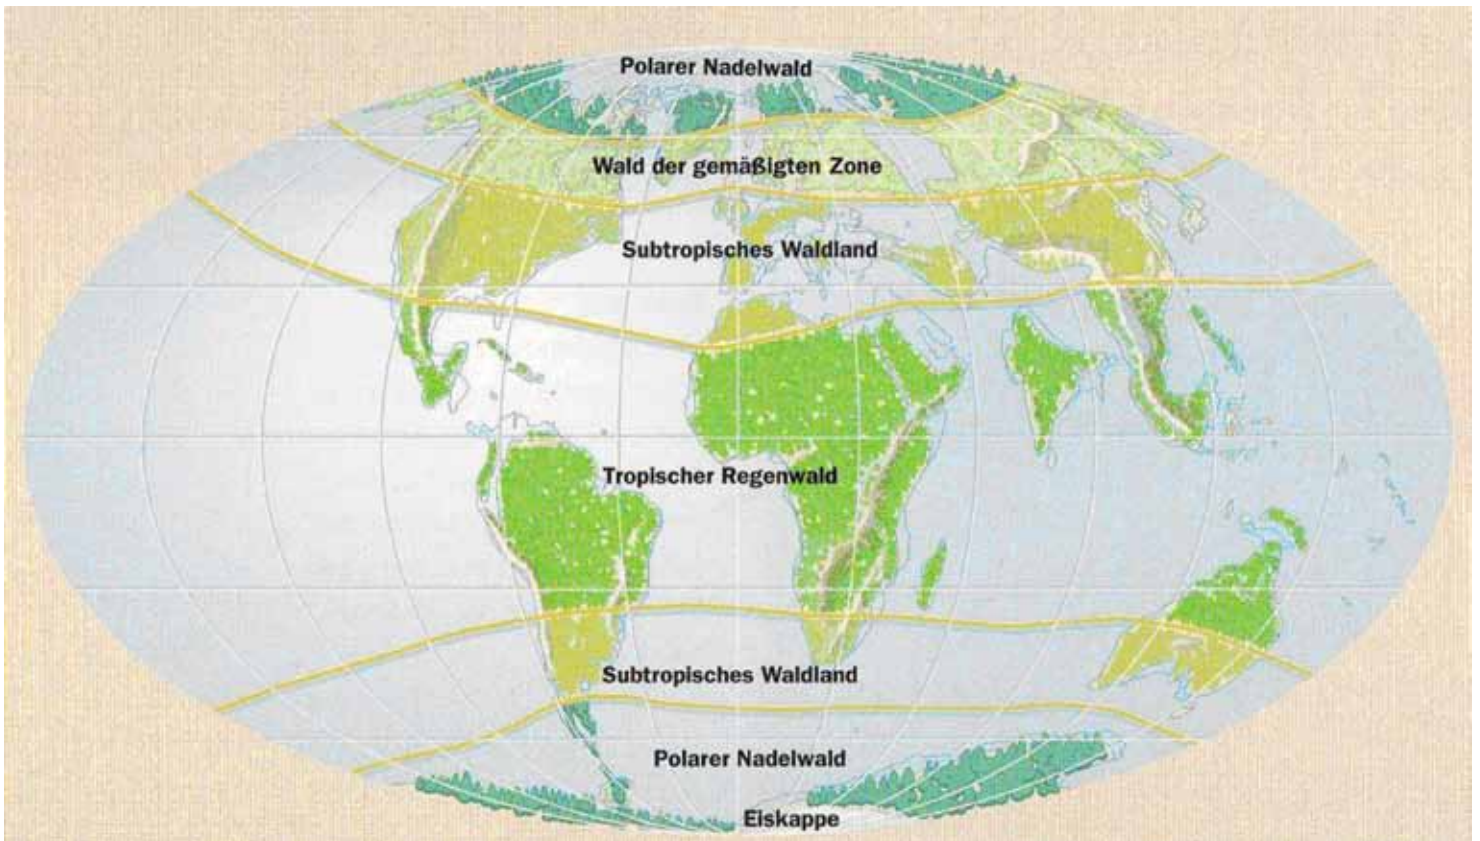 Polarer Nadelwald
Wald der gemäßigten Zone
Subtropisches Waldland
Tropischer Regenwald
Subtropisches Waldland
Polarer Nadelwald
Eiskappe